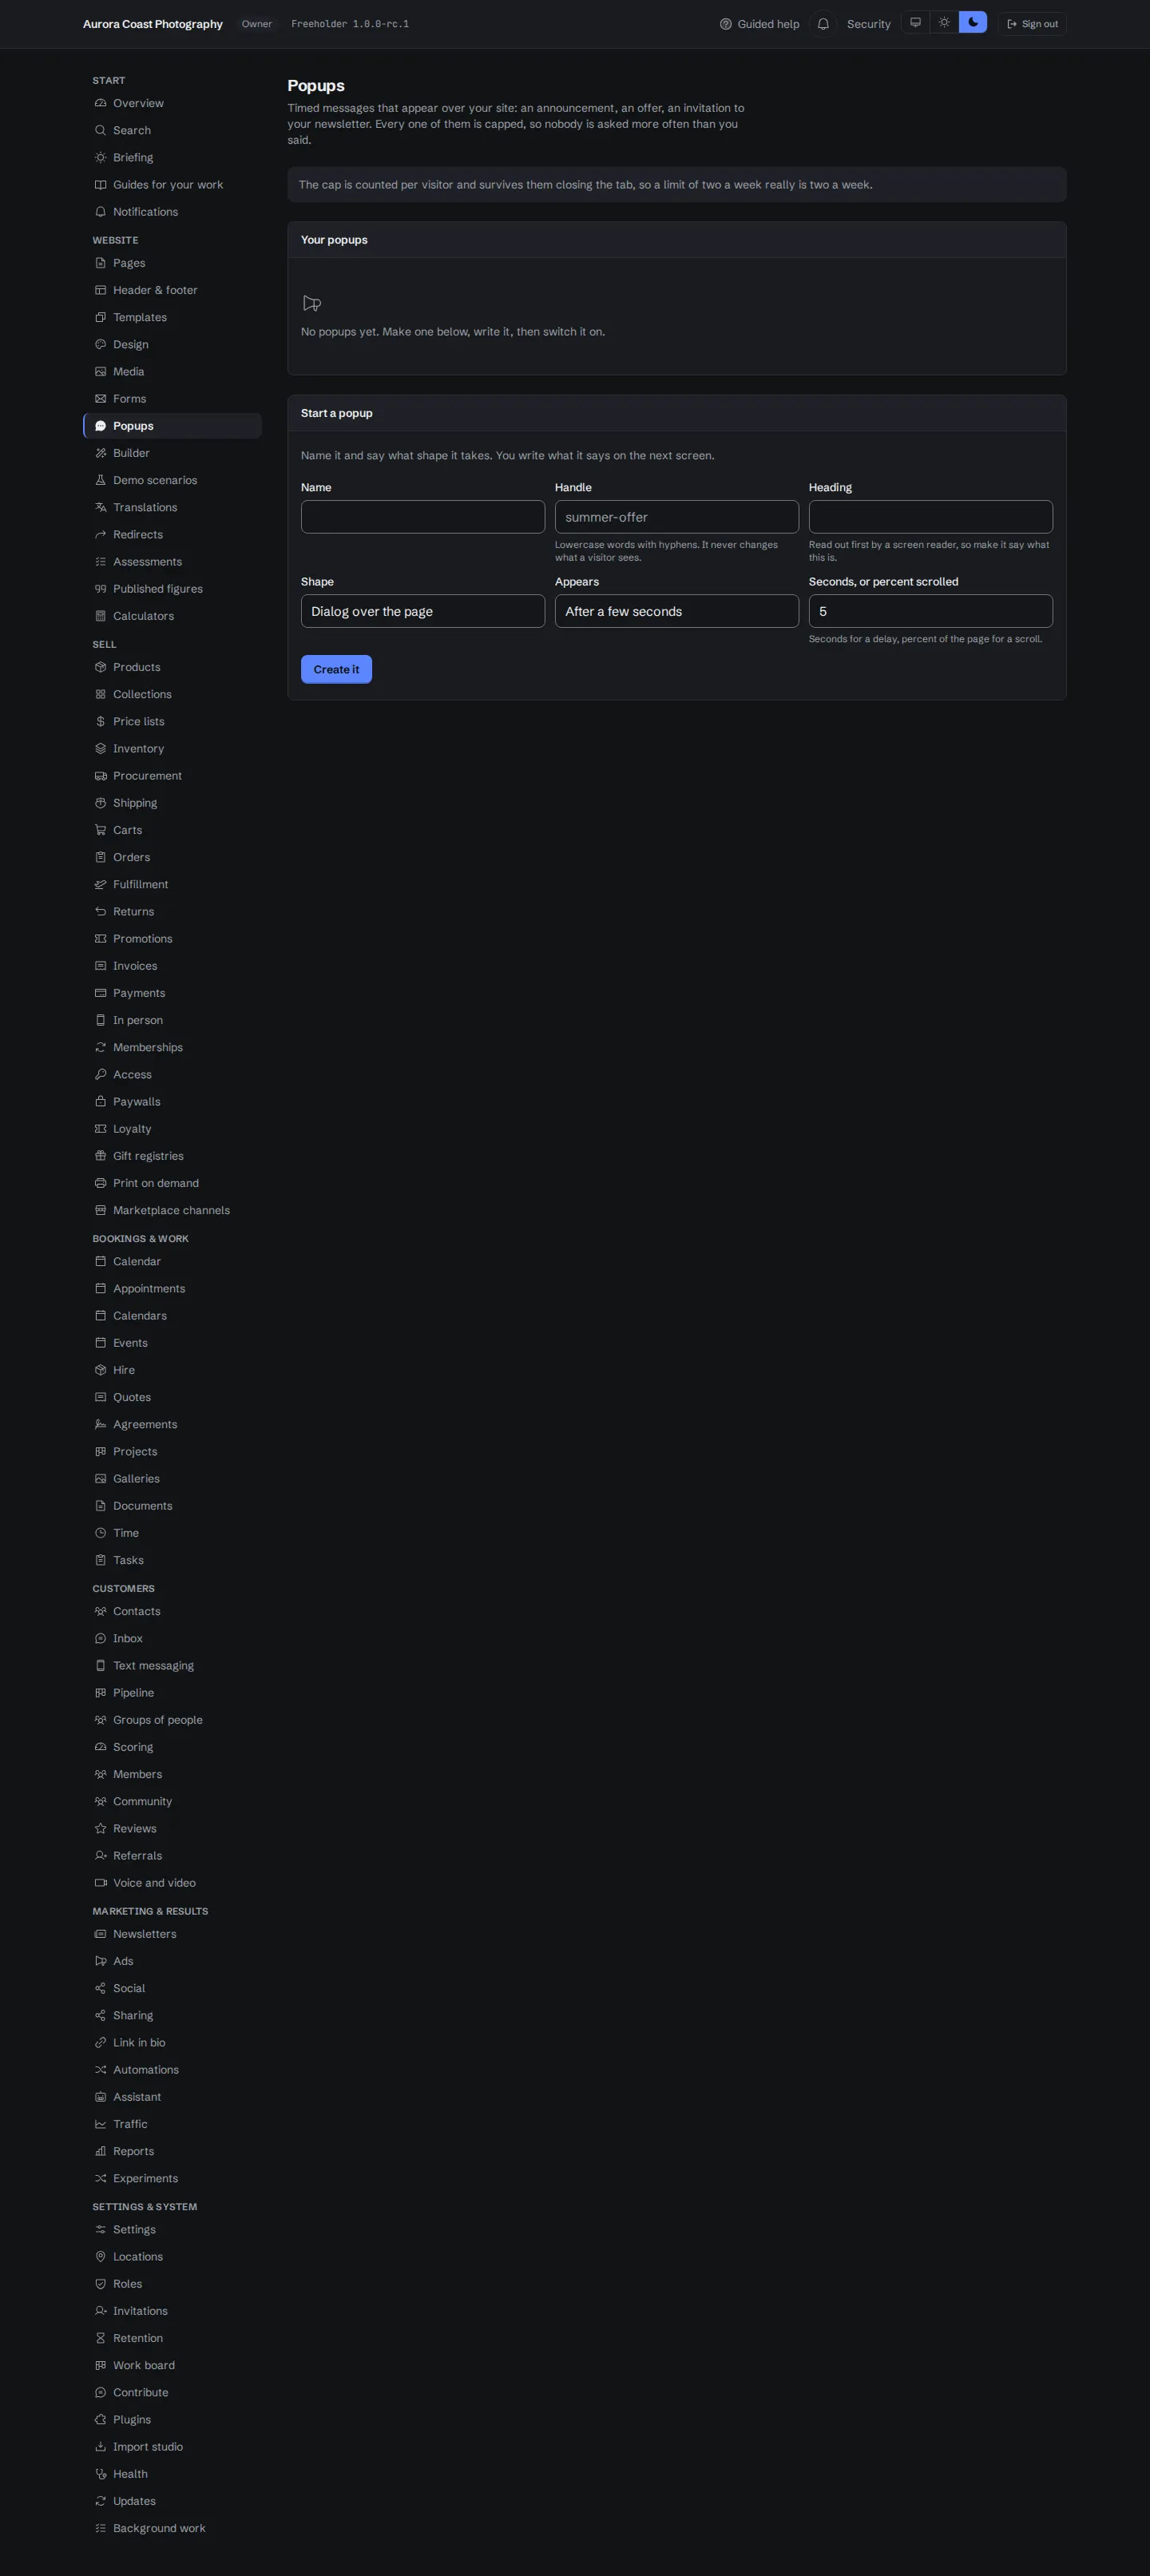 Aurora Coast Photography
Owner
Freeholder 1.0.0-rc.1
Guided help
Security
Sign out
START
Overview
Search
Briefing
Guides for your work
Notifications
WEBSITE
Pages
Header & footer
Templates
Design
Media
Forms
Popups
Builder
Demo scenarios
Translations
Redirects
Assessments
Published figures
Calculators
SELL
Products
Collections
Price lists
Inventory
Procurement
Shipping
Carts
Orders
Fulfillment
Returns
Promotions
Invoices
Payments
In person
Memberships
Access
Paywalls
Loyalty
Gift registries
Print on demand
Marketplace channels
BOOKINGS & WORK
Calendar
Appointments
Calendars
Events
Hire
Quotes
Agreements
Projects
Galleries
Documents
Time
Tasks
CUSTOMERS
Contacts
Inbox
Text messaging
Pipeline
Groups of people
Scoring
Members
Community
Reviews
Referrals
Voice and video
MARKETING & RESULTS
Newsletters
Ads
Social
Sharing
Link in bio
Automations
Assistant
Traffic
Reports
Experiments
SETTINGS & SYSTEM
Settings
Locations
Roles
Invitations
Retention
Work board
Contribute
Plugins
Import studio
Health
Updates
Background work
Popups
Timed messages that appear over your site: an announcement, an offer, an invitation to
your newsletter. Every one of them is capped, so nobody is asked more often than you
said.
The cap is counted per visitor and survives them closing the tab, so a limit of two a week really is two a week.
Your popups
No popups yet. Make one below, write it, then switch it on.
Start a popup
Name it and say what shape it takes. You write what it says on the next screen.
Name
Handle
summer-offer
Lowercase words with hyphens. It never changes
what a visitor sees.
Heading
Read out first by a screen reader, so make it say what
this is.
Shape
Dialog over the page
Appears
After a few seconds
Seconds, or percent scrolled
5
Seconds for a delay, percent of the page for a scroll.
Create it